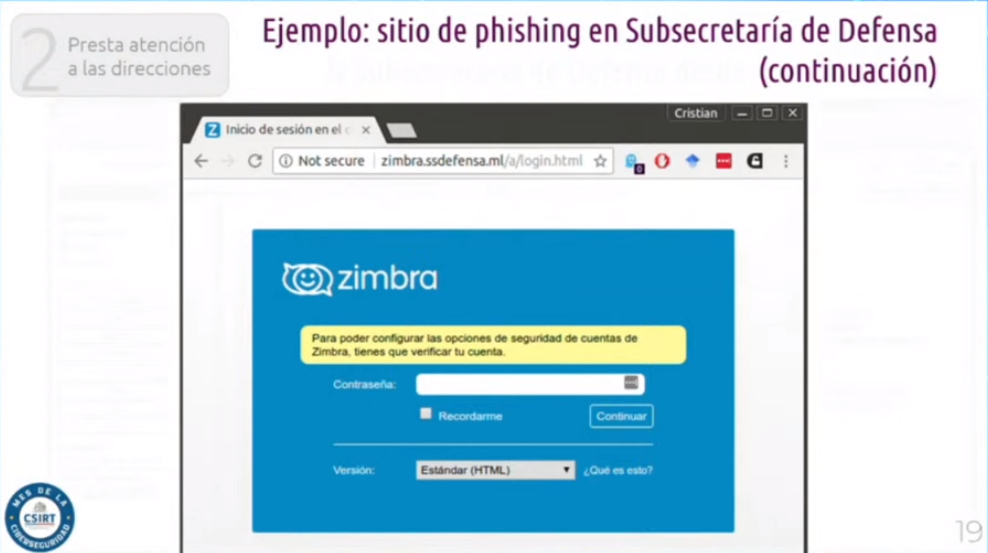 2 Presta atención
a las direcciones
Ejemplo: sitio de phishing en Subsecretaría de Defensa
(continuación)
Cristian
Inicio de sesión en el c
Not secure zimbra.ssdefensa.ml/a/login.html
0
zimbra
Para poder configurar las opciones de seguridad de cuentas de
Zimbra, tienes que verificar tu cuenta.
Contraseña:
Recordarme Continuar
Versión: Estándar (HTML) ¿Qué es esto?
MES DE LA
CSIRT
CIBERSEGURIDAD
19